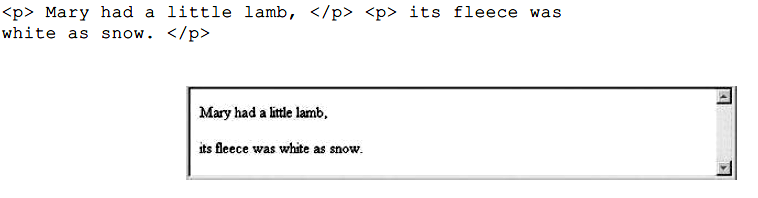 <p> Mary had a little lamb, </p> <p> its fleece was
white as snow. </p>
Mary had a little lamb,
its fleece was white as snow.